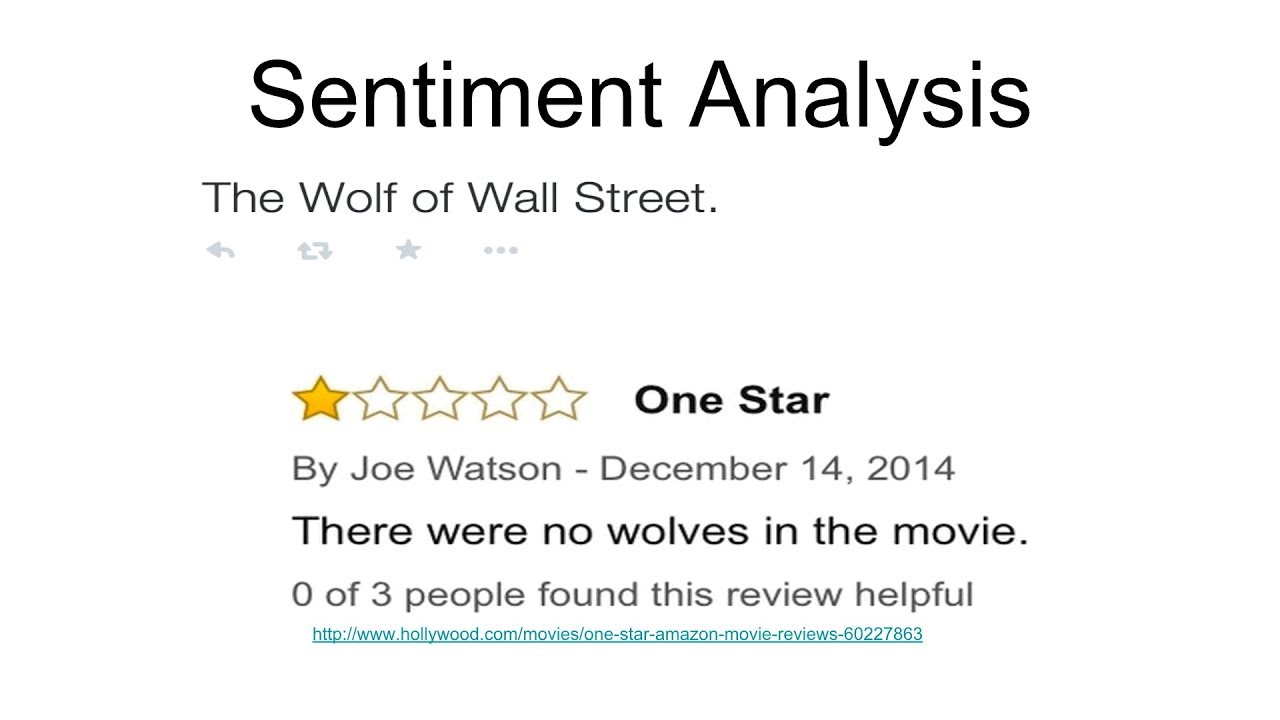 Sentiment Analysis
The Wolf of Wall Street.
One Star
By Joe Watson - December 14, 2014
There were no wolves in the movie.
0 of 3 people found this review helpful
http://www.hollywood.com/movies/one-star-amazon-movie-reviews-60227863